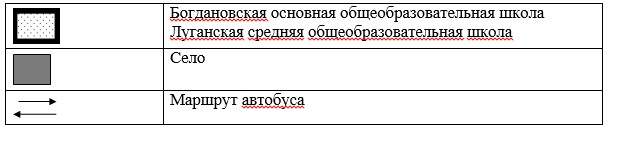 Богдановская основная общеобразовательная школа
Луганская средняя общеобразовательная школа
Село
Маршрут автобуса